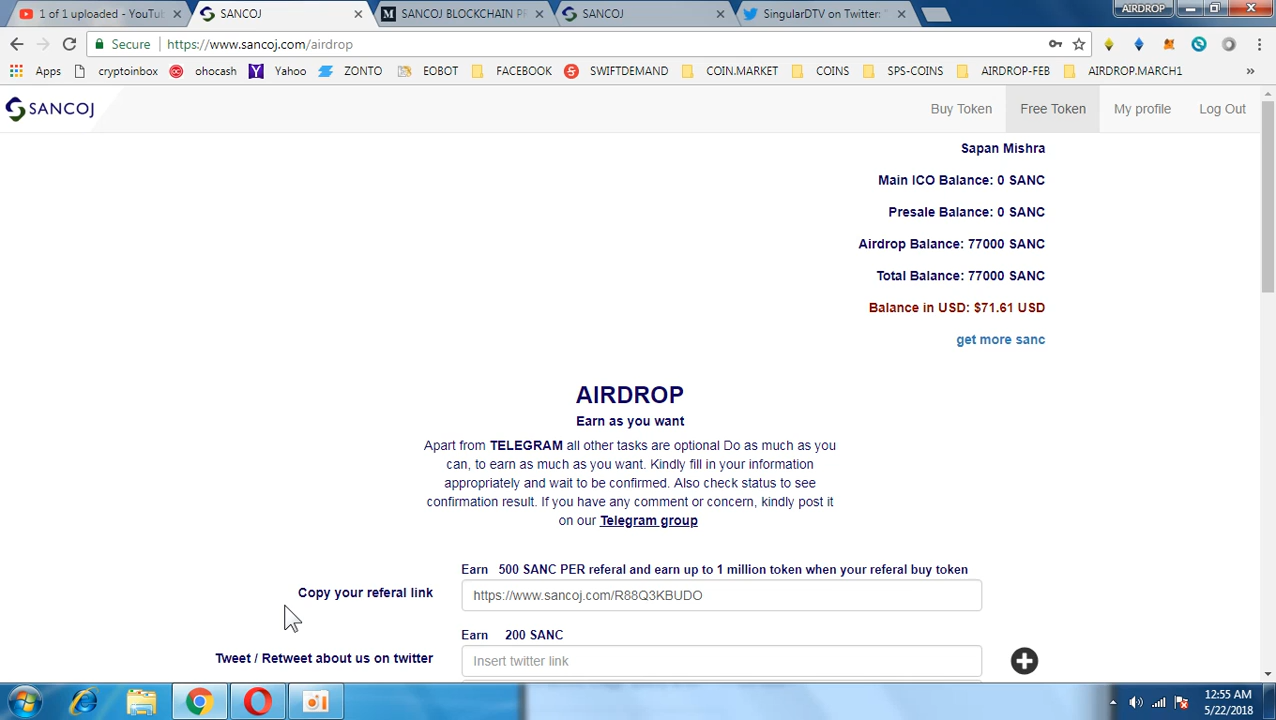 1 of 1 uploaded - YouTu
SANCOJ
SANCOJ BLOCKCHAIN PR
SANCOJ
SingularDTV on Twitter: "
AIRDROP
Secure
https://www.sancoj.com/airdrop
Apps
cryptoinbox
ohocash
Yahoo
ZONTO
EOBOT
FACEBOOK
SWIFTDEMAND
COIN.MARKET
COINS
SPS-COINS
AIRDROP-FEB
AIRDROP.MARCH1
»
SANCOJ
Buy Token
Free Token
My profile
Log Out
Sapan Mishra
Main ICO Balance: 0 SANC
Presale Balance: 0 SANC
Airdrop Balance: 77000 SANC
Total Balance: 77000 SANC
Balance in USD: $71.61 USD
get more sanc
AIRDROP
Earn as you want
Apart from TELEGRAM all other tasks are optional Do as much as you
can, to earn as much as you want. Kindly fill in your information
appropriately and wait to be confirmed. Also check status to see
confirmation result. If you have any comment or concern, kindly post it
on our Telegram group
Earn 500 SANC PER referal and earn up to 1 million token when your referal buy token
Copy your referal link
https://www.sancoj.com/R88Q3KBUDO
Earn 200 SANC
Tweet / Retweet about us on twitter
Insert twitter link
12:55 AM
5/22/2018